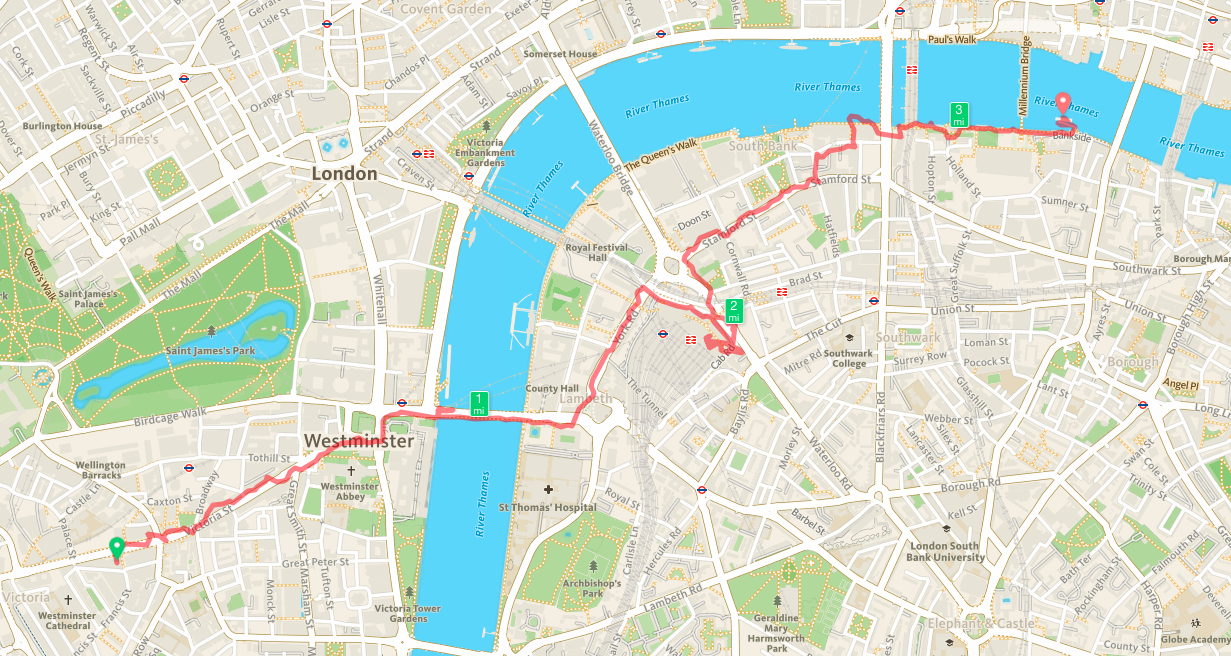 Covent Garden
Exeter
Somerset House
Paul's Walk
Cork St
Warwick St
Regent St
Sackville St
Rupert St
Chandos Pl
Strand
Adam St
Savoy Pl
Piccadilly
Orange St
Dover St
Burlington House
St. James's
Jermyn St
Bury St
King St
Park Pl
Pall Mall
The Mall
London
Strand
Craven St
Victoria
Embankment
Gardens
River Thames
River Thames
River Thames
River Thames
River Thames
Waterloo Bridge
The Queen's Walk
South Bank
Millennium Bridge
3
mi
Bankside
Stamford St
Hopton St
Holland St
Sumner St
Doon St
Stamford St
Cornwall Rd
Hatfields
Brad St
Great Suffolk St
Southwark St
Borough Mar
Royal Festival
Hall
Queen's Walk
Saint James's
Palace
The Mall
Whitehall
Saint James's Park
Birdcage Walk
York Rd
2
mi
Cab Rd
The Cut
Union St
Union St
Ayres St
Borough High St
Southwark
Southwark
College
Mitre Rd
Loman St
Surrey Row
Pocock St
Borough
Angel Pl
Lant St
Long L
County Hall
Lambeth
The Tunnel
1
mi
Westminster
Wellington
Barracks
Tothill St
Westminster
Abbey
Castle Ln
Caxton St
Broadway
Palace St
Victoria St
Great Smith St
Great Peter St
River Thames
St Thomas' Hospital
Royal St
Baylis Rd
Morley St
Waterloo Rd
Blackfriars Rd
Glasshill St
Webber St
Silex St
Lancaster St
Borough Rd
Swan St
Cole St
Trinity St
Kell St
Barbel St
London South
Bank University
Hercules Rd
Carlisle Ln
Lambeth Rd
Archbishop's
Park
Geraldine
Mary
Harmsworth
Park
Victoria
Westminster
Cathedral
Francis St
Monck St
Tufton St
Marsham St
Victoria Tower
Gardens
Bath Ter
Rockingham St
Falmouth Rd
Harper Rd
Elephant & Castle
County St
Globe Academy